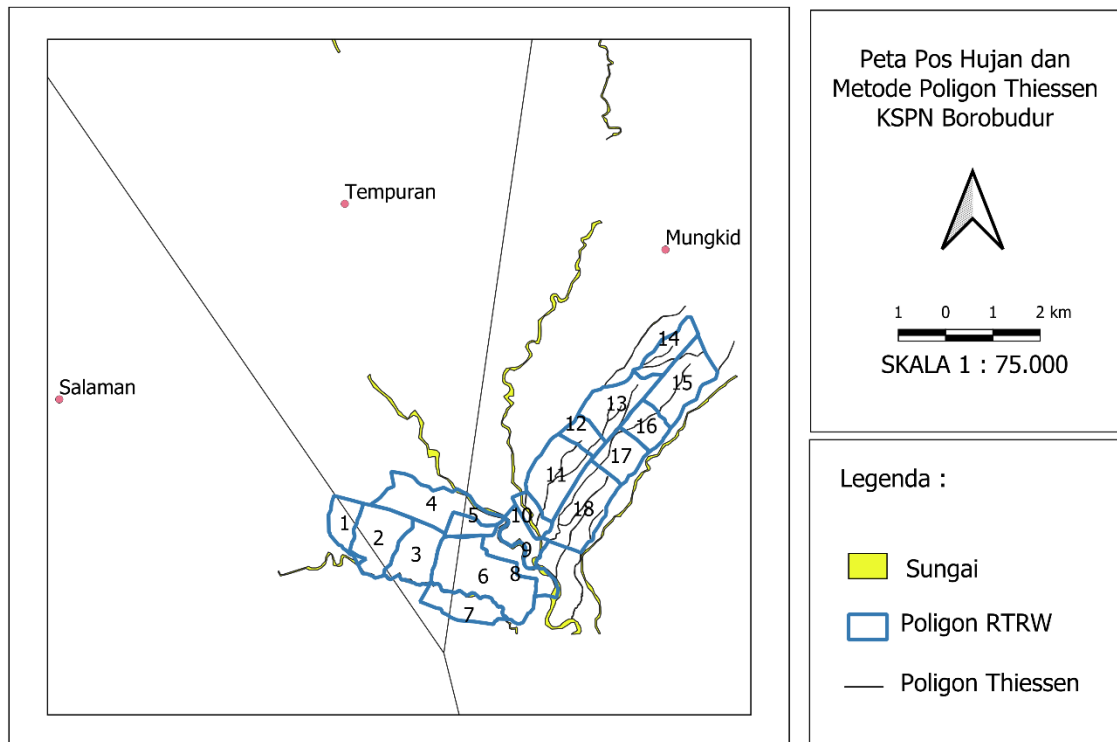 Peta Pos Hujan dan
Metode Poligon Thiessen
KSPN Borobudur
1 0 1 2 km
SKALA 1 : 75.000
Legenda :
Sungai
Poligon RTRW
Poligon Thiessen
Tempuran
Mungkid
Salaman
14
15
13
12
16
17
11
4
10
18
5
1
2
3
9
6
8
7